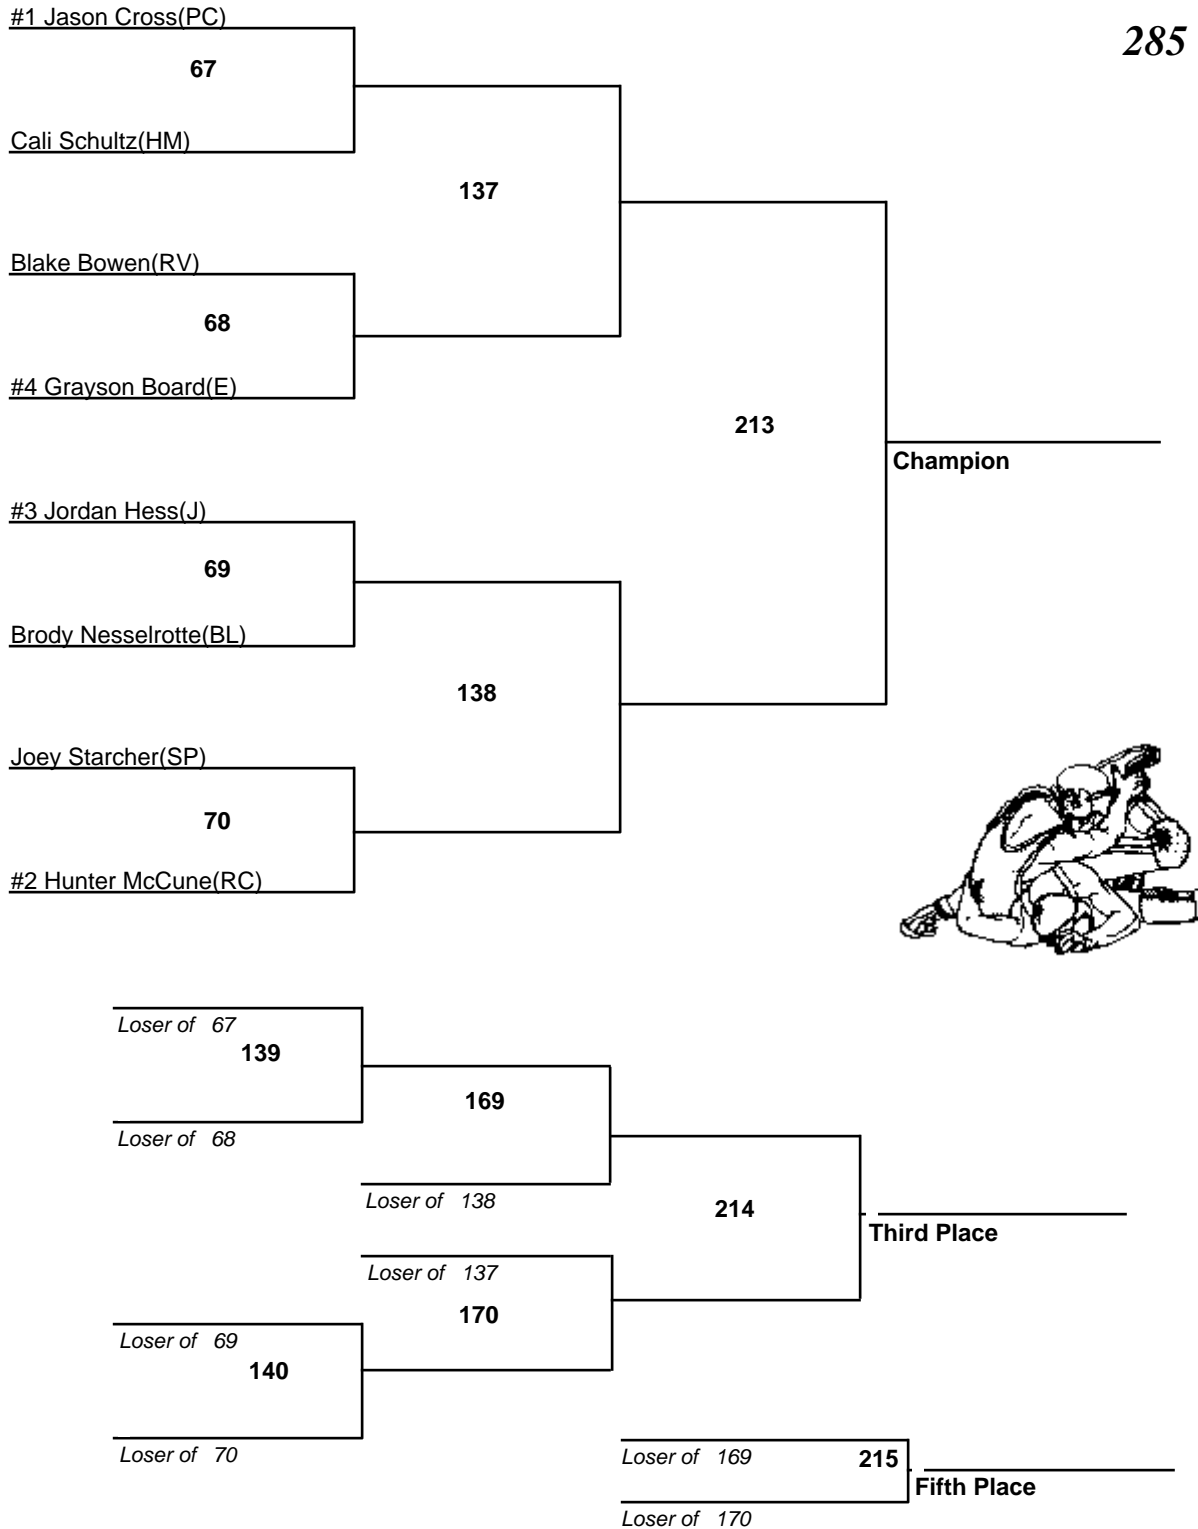 #1 Jason Cross(PC)
285
67
Cali Schultz(HM)
137
Blake Bowen(RV)
68
#4 Grayson Board(E)
213
Champion
#3 Jordan Hess(J)
69
Brody Nesselrotte(BL)
138
Joey Starcher(SP)
70
#2 Hunter McCune(RC)
Loser of 67
139
169
Loser of 68
Loser of 138
214
Third Place
Loser of 137
170
Loser of 69
140
Loser of 70
Loser of 169
215
Fifth Place
Loser of 170